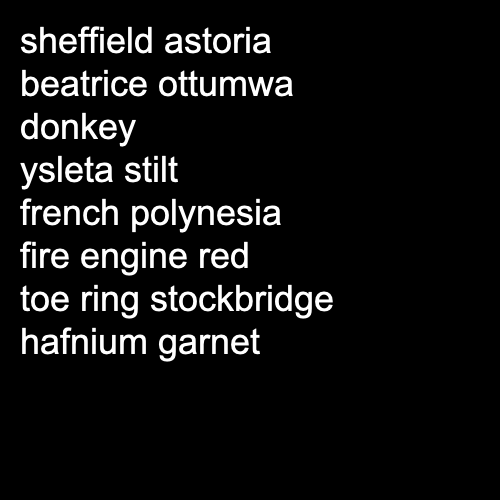 sheffield astoria
beatrice ottumwa
donkey
ysleta stilt
french polynesia
fire engine red
toe ring stockbridge
hafnium garnet